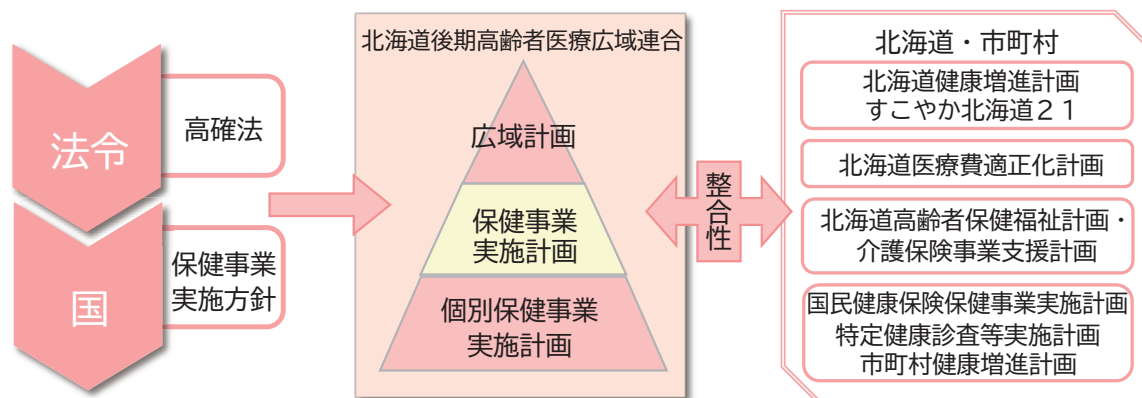 法令
高確法
国
保健事業
実施方針
北海道後期高齢者医療広域連合
広域計画
保健事業
実施計画
個別保健事業
実施計画
整合性
北海道・市町村
北海道健康増進計画
すこやか北海道21
北海道医療費適正化計画
北海道高齢者保健福祉計画・
介護保険事業支援計画
国民健康保険保健事業実施計画
特定健康診査等実施計画
市町村健康増進計画